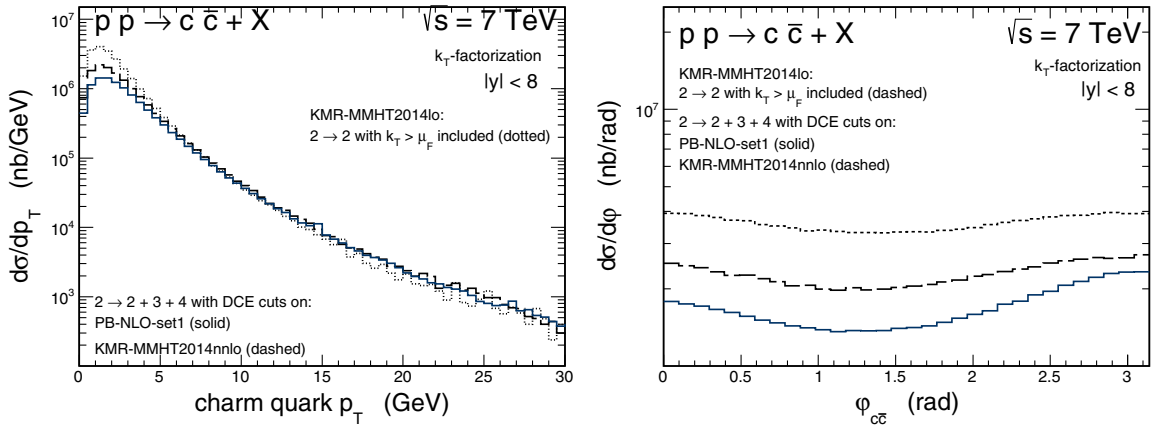 p p → c c̅ + X
√s = 7 TeV
k_T-factorization
|y| < 8
KMR-MMHT2014lo:
2 → 2 with k_T > μ_F included (dotted)
2 → 2 + 3 + 4 with DCE cuts on:
PB-NLO-set1 (solid)
KMR-MMHT2014nnlo (dashed)
dσ/dp_T (nb/GeV)
10^7
10^6
10^5
10^4
10^3
0 5 10 15 20 25 30
charm quark p_T (GeV)
p p → c c̅ + X
√s = 7 TeV
k_T-factorization
|y| < 8
KMR-MMHT2014lo:
2 → 2 with k_T > μ_F included (dashed)
2 → 2 + 3 + 4 with DCE cuts on:
PB-NLO-set1 (solid)
KMR-MMHT2014nnlo (dashed)
dσ/dφ (nb/rad)
10^7
0 0.5 1 1.5 2 2.5 3
φ_cc̅ (rad)